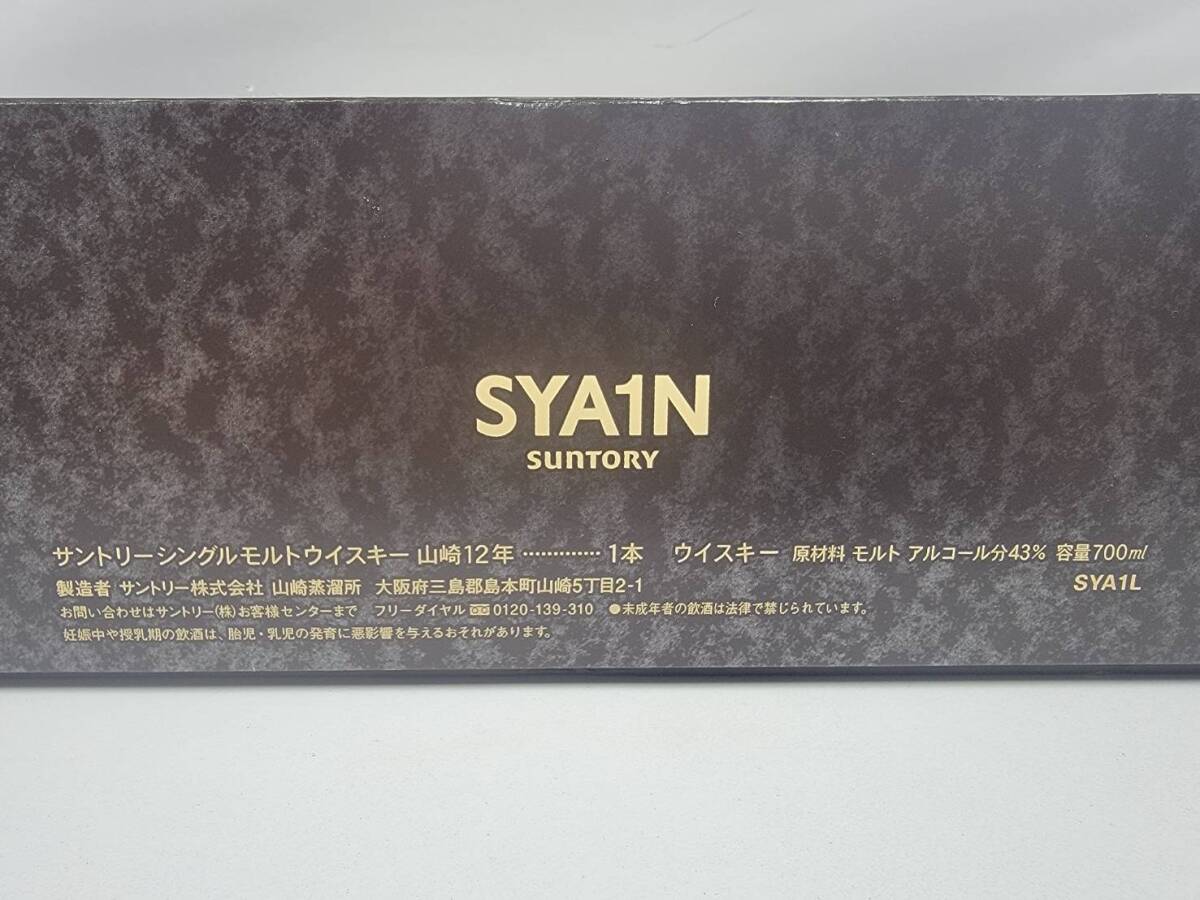 SYA1N
SUNTORY
サントリーシングルモルトウイスキー 山崎12年 ············· 1本 ウイスキー 原材料 モルト アルコール分43% 容量700ml
製造者 サントリー株式会社 山崎蒸溜所 大阪府三島郡島本町山崎5丁目2-1 SYA1L
お問い合わせはサントリー(株)お客様センターまで フリーダイヤル 0120-139-310 ●未成年者の飲酒は法律で禁じられています。
妊娠中や授乳期の飲酒は、胎児・乳児の発育に悪影響を与えるおそれがあります。